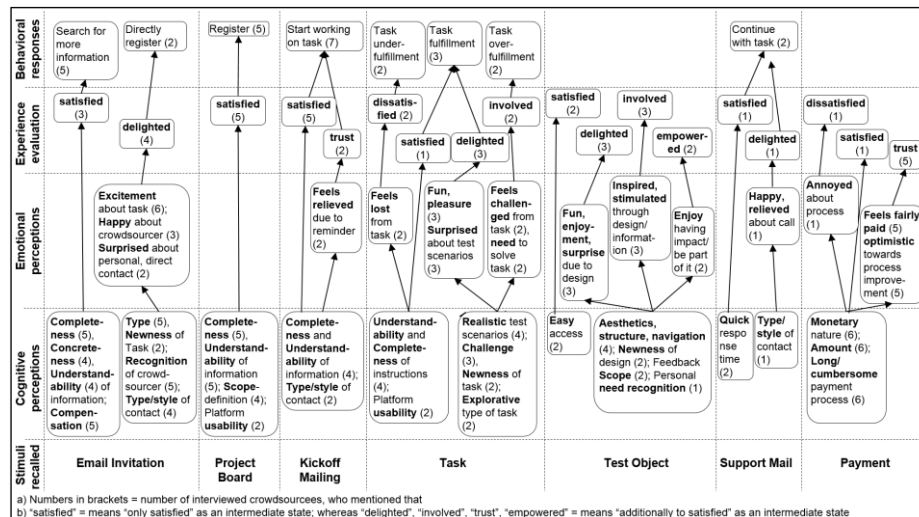 Behavioral
responses
Search for
more
information
(5)
Directly
register (2)
Register (5)
Start working
on task (7)
Task
under-
fulfillment
(2)
Task
fulfillment
(3)
Task
over-
fulfillment
(2)
Continue
with task (2)
Experience
evaluation
satisfied
(3)
delighted
(4)
satisfied
(5)
satisfied
(5)
trust
(2)
dissatis-
fied (2)
satisfied
(1)
delighted
(3)
involved
(2)
satisfied
(2)
delighted
(3)
involved
(3)
empower-
ed (2)
satisfied
(1)
delighted
(1)
dissatisfied
(1)
satisfied
(2)
trust
(5)
Emotional
perceptions
Excitement
about task (6);
Happy about
crowdsourcer (3)
Surprised about
personal, direct
contact (2)
Feels
relieved
due to
reminder
(2)
Feels
lost
from
task (2)
Fun,
pleasure
(3)
Surprised
about test
scenarios
(3)
Feels
challen-
ged from
task (2),
need to
solve
task (2)
Fun,
enjoy-
ment,
surprise
due to
design
(3)
Inspired,
stimulated
through
design/
informa-
tion (3)
Enjoy
having
impact/
be part
of it (2)
Happy,
relieved
about call
(1)
Annoyed
about
process (1)
Feels fairly
paid (5)
optimistic
towards
process
improve-
ment (5)
Cognitive
perceptions
Complete-
ness (5),
Concrete-
ness (4),
Understand-
ability (4) of
information;
Compen-
sation (5)
Type (5),
Newness of
Task (2);
Recognition
of crowd-
sourcer (5);
Type/style of
contact (4)
Complete-
ness (5),
Understand-
ability of
information
(5); Scope-
definition (4);
Platform
usability (2)
Complete-
ness and
Understand-
ability of
information (4);
Type/style of
contact (2)
Understand-
ability and
Complete-
ness of
instructions
(4);
Platform
usability (2)
Realistic test
scenarios (4);
Challenge
(3),
Newness of
task (2);
Explorative
type of task
(2)
Easy
access
(2)
Aesthetics,
structure, navigation
(4); Newness of
design (2); Feedback
Scope (2); Personal
need recognition (1)
Quick
respo
nse
time (2)
Type/
style of
contact
(1)
Monetary
nature (6);
Amount (6);
Long/
cumbersome
payment
process
(6)
Stimuli
recalled
Email Invitation
Project
Board
Kickoff
Mailing
Task
Test Object
Support Mail
Payment
a) Numbers in brackets = number of interviewed crowdsourcees, who mentioned that
b) "satisfied" = means "only satisfied" as an intermediate state; whereas "delighted", "involved", "trust", "empowered" = means "additionally to satisfied" as an intermediate state